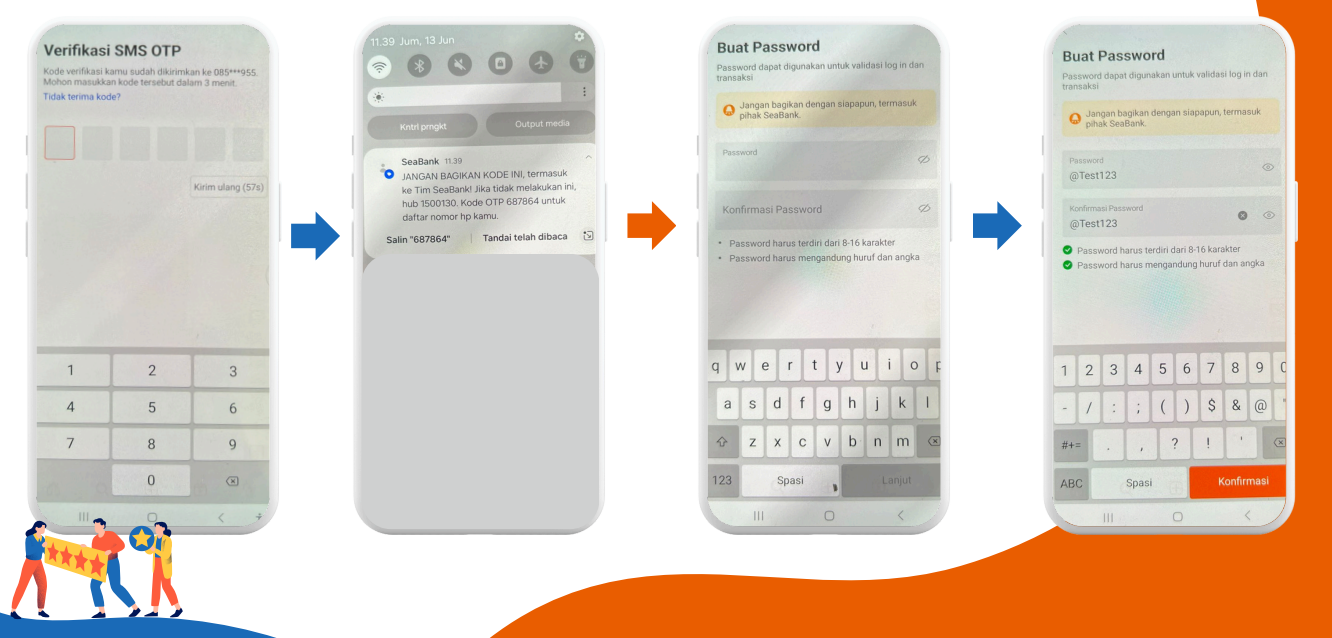 Verifikasi SMS OTP
Kode verifikasi kamu sudah dikirimkan ke 085***955.
Mohon masukkan kode tersebut dalam 3 menit.
Tidak terima kode?
Kirim ulang (57s)
1 2 3
4 5 6
7 8 9
0
11.39 Jum, 13 Jun
Kntrl prngkt Output media
SeaBank 11.39
JANGAN BAGIKAN KODE INI, termasuk
ke Tim SeaBank! Jika tidak melakukan ini,
hub 1500130. Kode OTP 687864 untuk
daftar nomor hp kamu.
Salin "687864" | Tandai telah dibaca
Buat Password
Password dapat digunakan untuk validasi log in dan
transaksi
Jangan bagikan dengan siapapun, termasuk
pihak SeaBank.
Password
Konfirmasi Password
• Password harus terdiri dari 8-16 karakter
• Password harus mengandung huruf dan angka
q w e r t y u i o p
a s d f g h j k l
z x c v b n m
123 Spasi Lanjut
Buat Password
Password dapat digunakan untuk validasi log in dan
transaksi
Jangan bagikan dengan siapapun, termasuk
pihak SeaBank.
Password
@Test123
Konfirmasi Password
@Test123
Password harus terdiri dari 8-16 karakter
Password harus mengandung huruf dan angka
1 2 3 4 5 6 7 8 9 0
- / : ; ( ) $ & @ "
#+= . , ? ! '
ABC Spasi Konfirmasi